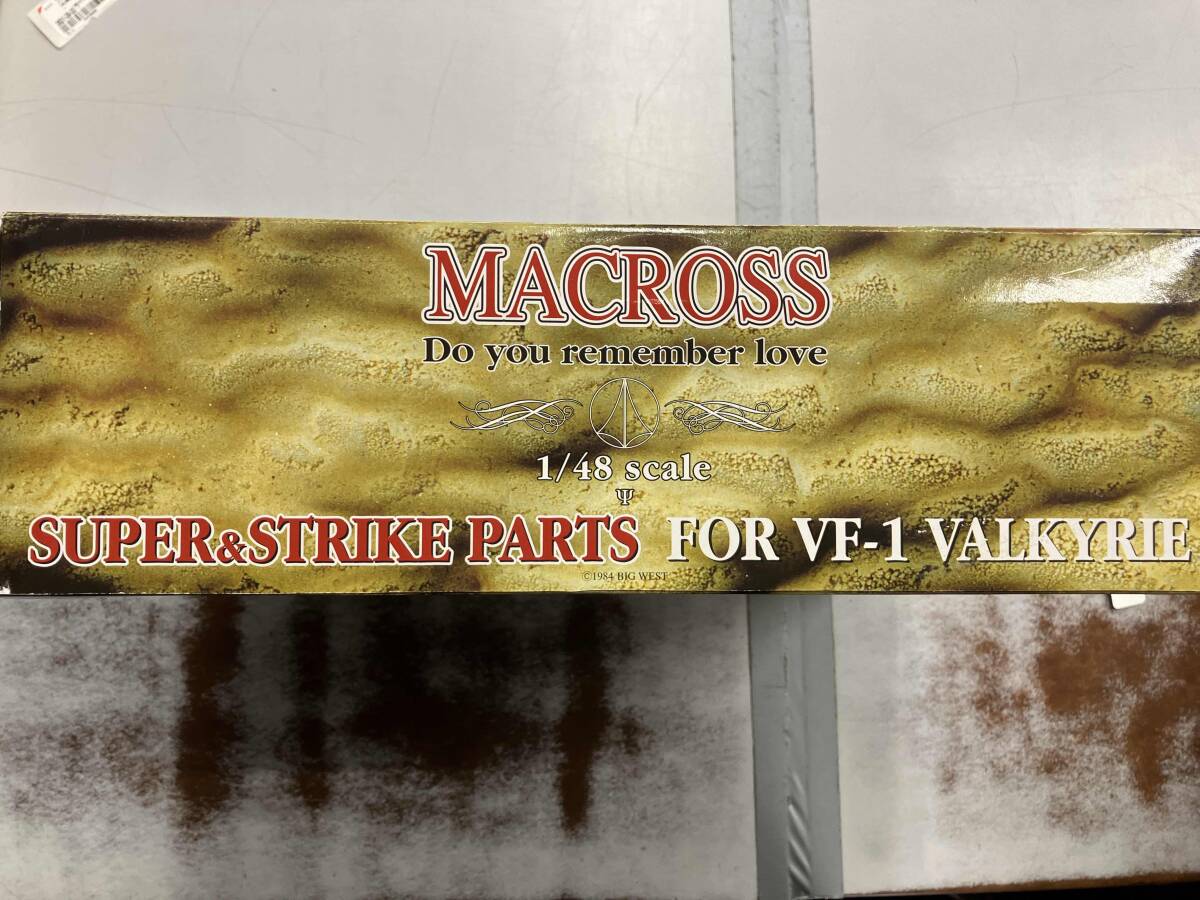 MACROSS
Do you remember love
1/48 scale
Ψ
SUPER&STRIKE PARTS FOR VF-1 VALKYRIE
©1984 BIG WEST